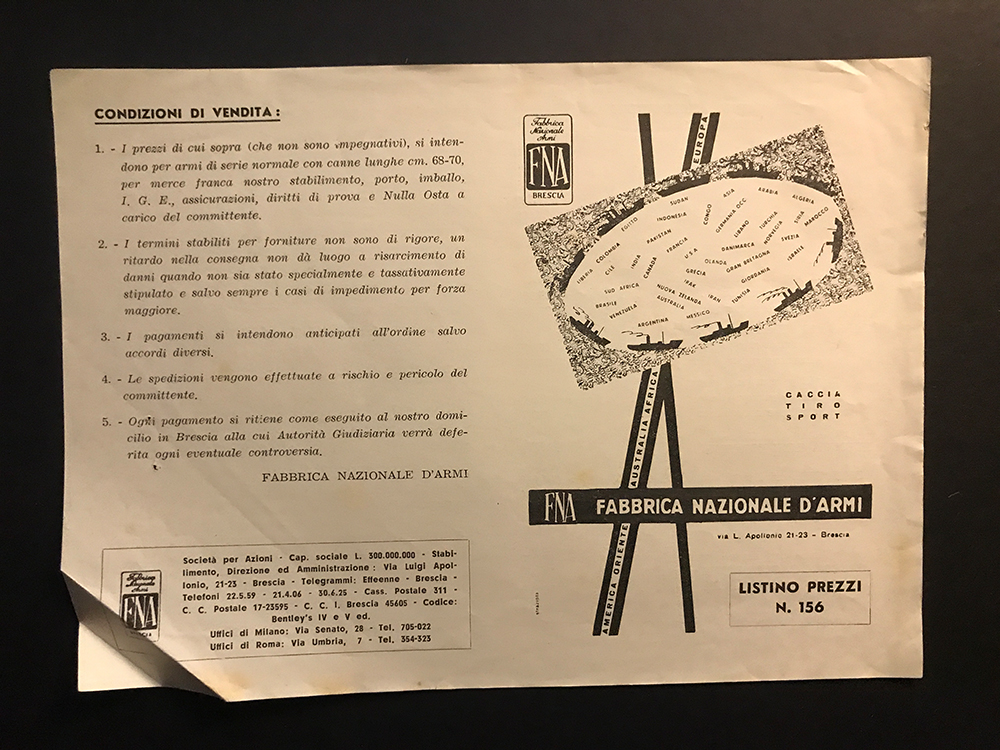 CONDIZIONI DI VENDITA :
1. - I prezzi di cui sopra (che non sono impegnativi), si inten-
dono per armi di serie normale con canne lunghe cm. 68-70,
per merce franca nostro stabilimento, porto, imballo,
I. G. E., assicurazioni, diritti di prova e Nulla Osta a
carico del committente.
2. - I termini stabiliti per forniture non sono di rigore, un
ritardo nella consegna non dà luogo a risarcimento di
danni quando non sia stato specialmente e tassativamente
stipulato e salvo sempre i casi di impedimento per forza
maggiore.
3. - I pagamenti si intendono anticipati all'ordine salvo
accordi diversi.
4. - Le spedizioni vengono effettuate a rischio e pericolo del
committente.
5. - Ogni pagamento si ritiene come eseguito al nostro domi-
cilio in Brescia alla cui Autorità Giudiziaria verrà defe-
rita ogni eventuale controversia.
FABBRICA NAZIONALE D'ARMI
Fabbrica
Nazionale
Armi
FNA
BRESCIA
Società per Azioni - Cap. sociale L. 300.000.000 - Stabi-
limento, Direzione ed Amministrazione : Via Luigi Apol-
lonio, 21-23 - Brescia - Telegrammi: Effeenne - Brescia -
Telefoni 22.5.59 - 21.4.06 - 30.6.25 - Cass. Postale 311 -
C. C. Postale 17-23595 - C. C. I. Brescia 45605 - Codice:
Bentley's IV e V ed.
Uffici di Milano: Via Senato, 28 - Tel. 705-022
Uffici di Roma: Via Umbria, 7 - Tel. 354-323
Fabbrica
Nazionale
Armi
FNA
BRESCIA
EUROPA
EGITTO
SUDAN
ASIA
ARABIA
ALGERIA
INDONESIA
CONGO
GERMANIA OCC.
COLOMBIA
PAKISTAN
LIBANO
TURCHIA
SIRIA
MAROCCO
LIBERIA
CILE
INDIA
FRANCIA
U.S.A.
DANIMARCA
NORVEGIA
SVEZIA
CANADA
OLANDA
GRAN BRETAGNA
ISRAELE
GRECIA
GIORDANIA
SUD AFRICA
IRAK
IRAN
TUNISIA
BRASILE
NUOVA ZELANDA
AUSTRALIA
VENEZUELA
ARGENTINA
MESSICO
AUSTRALIA AFRICA
CACCIA
TIRO
SPORT
FNA FABBRICA NAZIONALE D'ARMI
via L. Apollonio 21-23 - Brescia
AMERICA ORIENTE
LISTINO PREZZI
N. 156